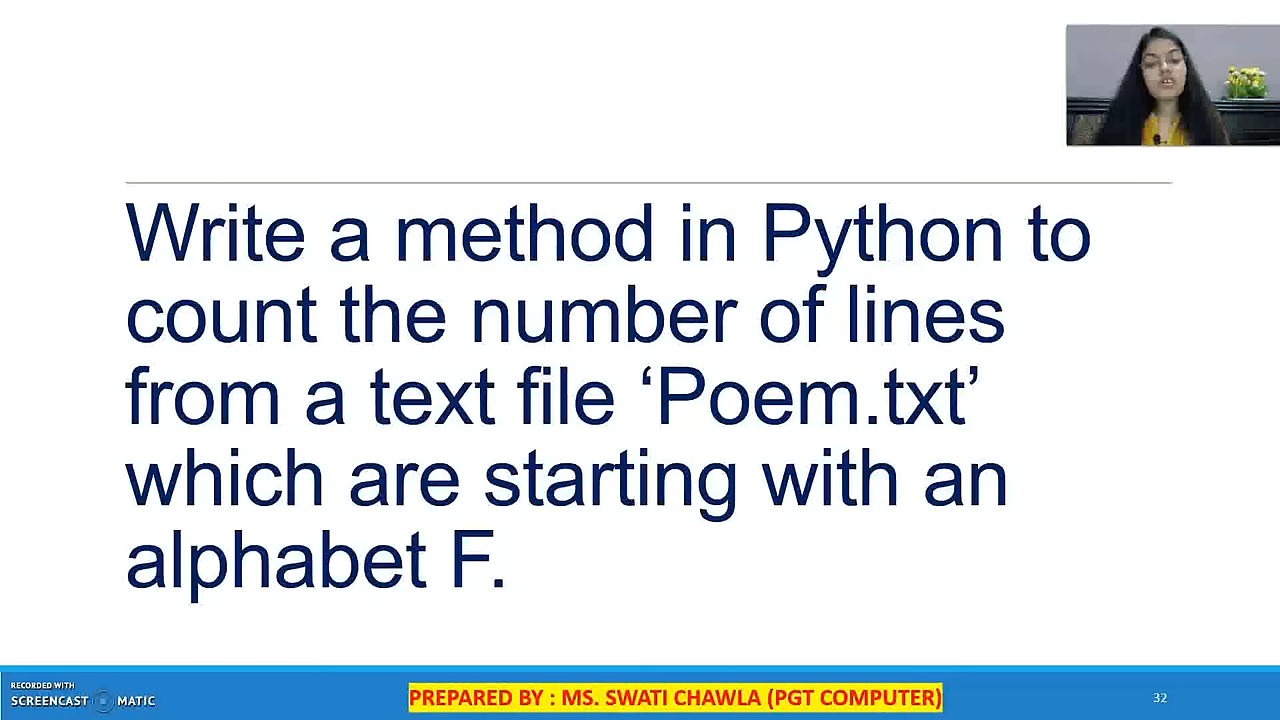 Write a method in Python to
count the number of lines
from a text file ‘Poem.txt’
which are starting with an
alphabet F.
RECORDED WITH
SCREENCAST MATIC
PREPARED BY : MS. SWATI CHAWLA (PGT COMPUTER)
32